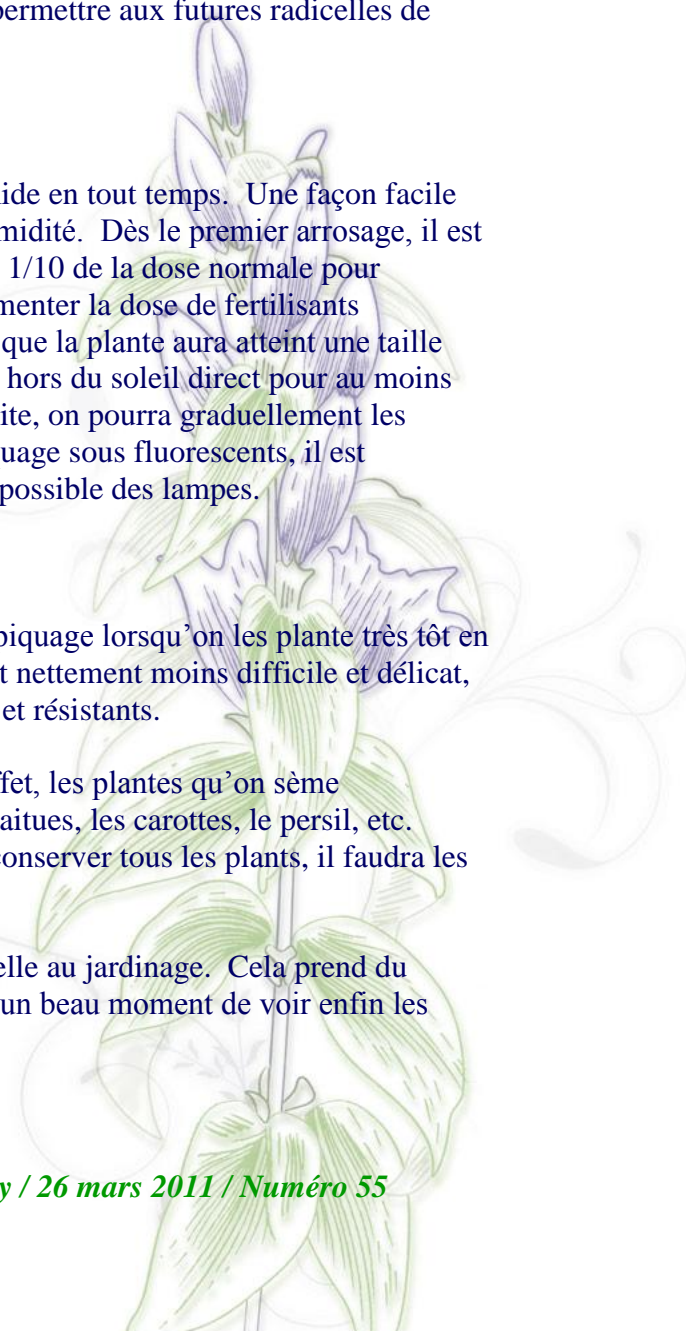 permettre aux futures radicelles de
ide en tout temps. Une façon facile
midité. Dès le premier arrosage, il est
1/10 de la dose normale pour
menter la dose de fertilisants
que la plante aura atteint une taille
hors du soleil direct pour au moins
ite, on pourra graduellement les
uage sous fluorescents, il est
possible des lampes.
piquage lorsqu’on les plante très tôt en
t nettement moins difficile et délicat,
et résistants.
ffet, les plantes qu’on sème
aitues, les carottes, le persil, etc.
conserver tous les plants, il faudra les
elle au jardinage. Cela prend du
un beau moment de voir enfin les
y / 26 mars 2011 / Numéro 55